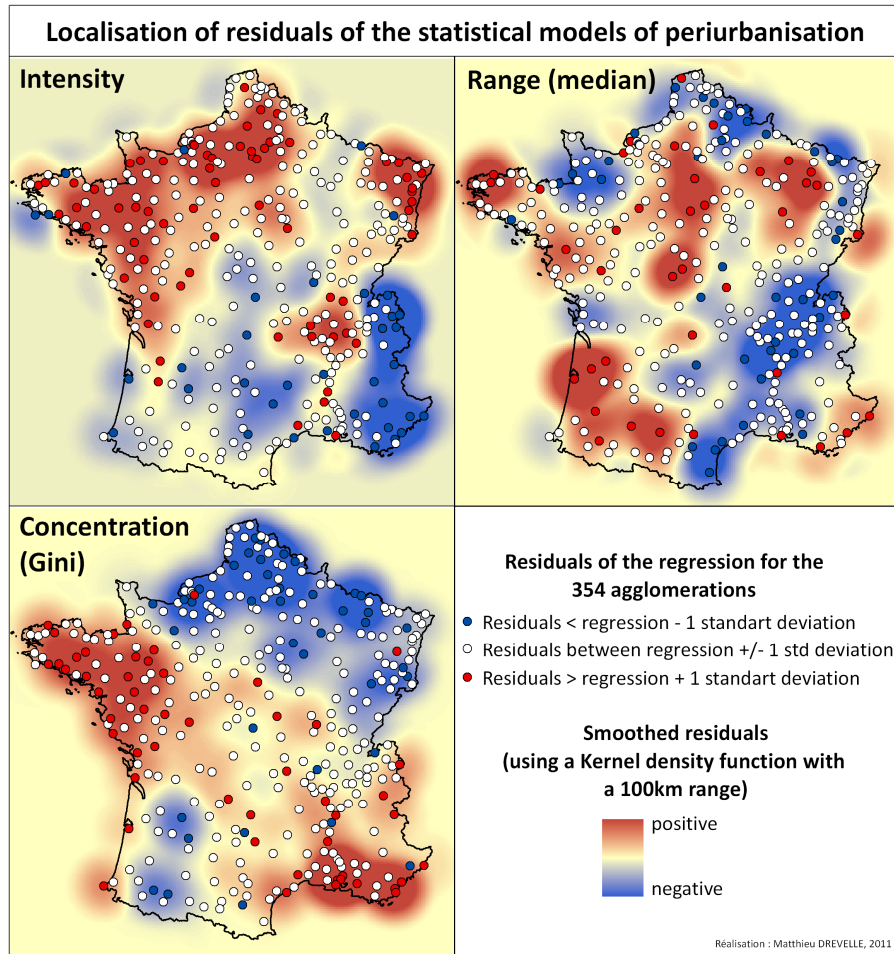 Localisation of residuals of the statistical models of periurbanisation
Intensity
Range (median)
Concentration
(Gini)
Residuals of the regression for the
354 agglomerations
Residuals < regression - 1 standart deviation
Residuals between regression +/- 1 std deviation
Residuals > regression + 1 standart deviation
Smoothed residuals
(using a Kernel density function with
a 100km range)
positive
negative
Réalisation : Matthieu DREVELLE, 2011